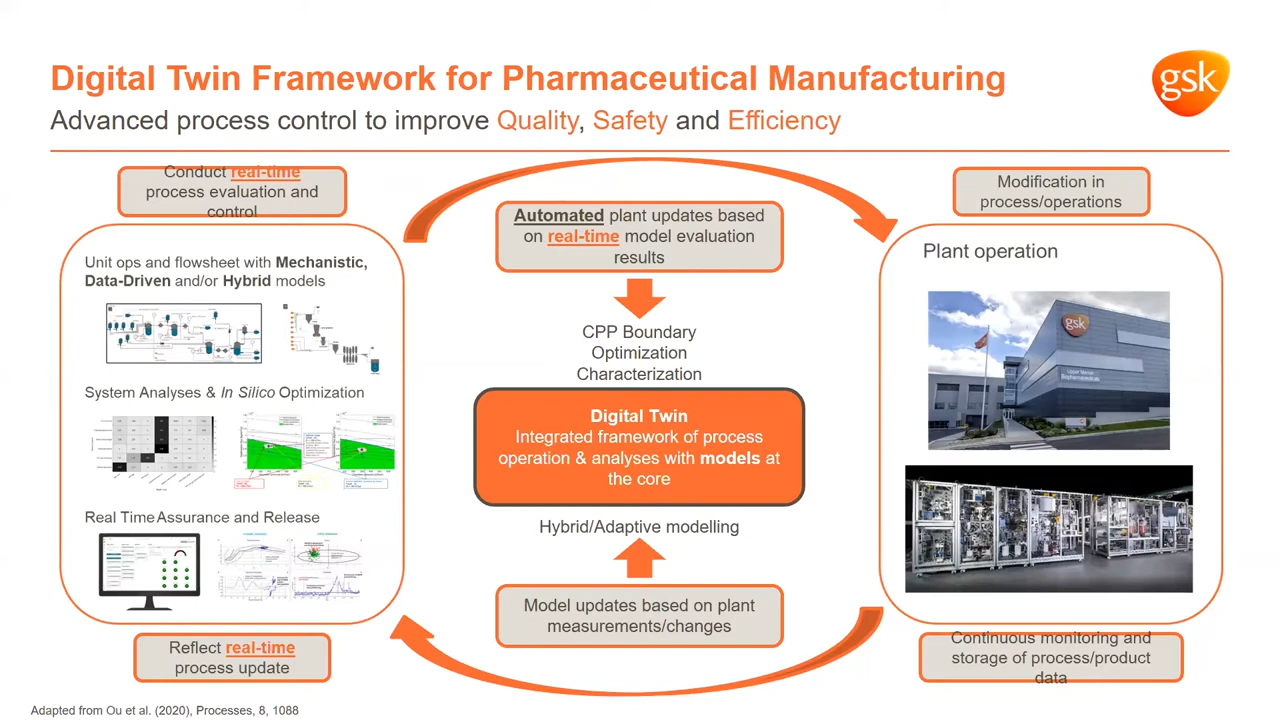 Digital Twin Framework for Pharmaceutical Manufacturing
gsk
Advanced process control to improve Quality, Safety and Efficiency
Conduct real-time
process evaluation and
control
Unit ops and flowsheet with Mechanistic,
Data-Driven and/or Hybrid models
System Analyses & In Silico Optimization
Real Time Assurance and Release
Reflect real-time
process update
Automated plant updates based
on real-time model evaluation
results
CPP Boundary
Optimization
Characterization
Digital Twin
Integrated framework of process
operation & analyses with models at
the core
Hybrid/Adaptive modelling
Model updates based on plant
measurements/changes
Modification in
process/operations
Plant operation
gsk
Continuous monitoring and
storage of process/product
data
Adapted from Ou et al. (2020), Processes, 8, 1088